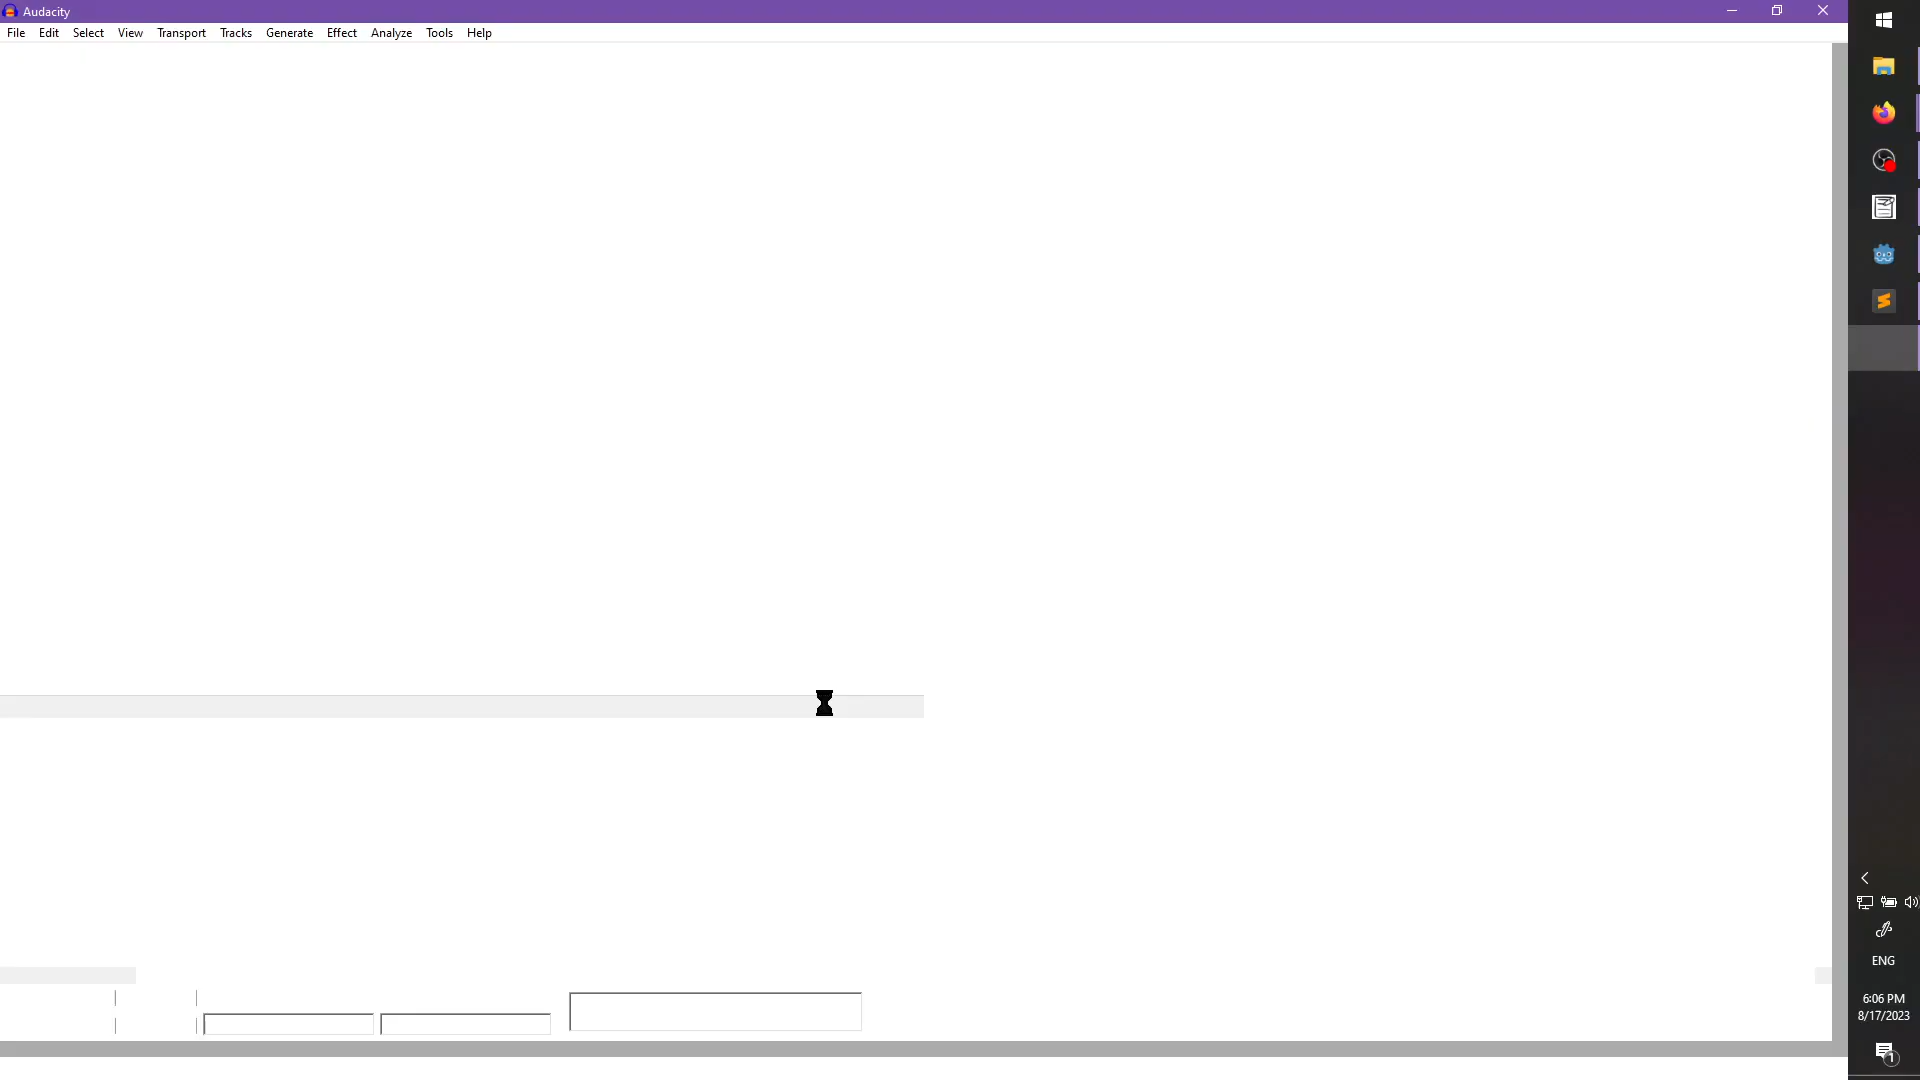 Audacity
File Edit Select View Transport Tracks Generate Effect Analyze Tools Help
ENG
6:06 PM
8/17/2023
1